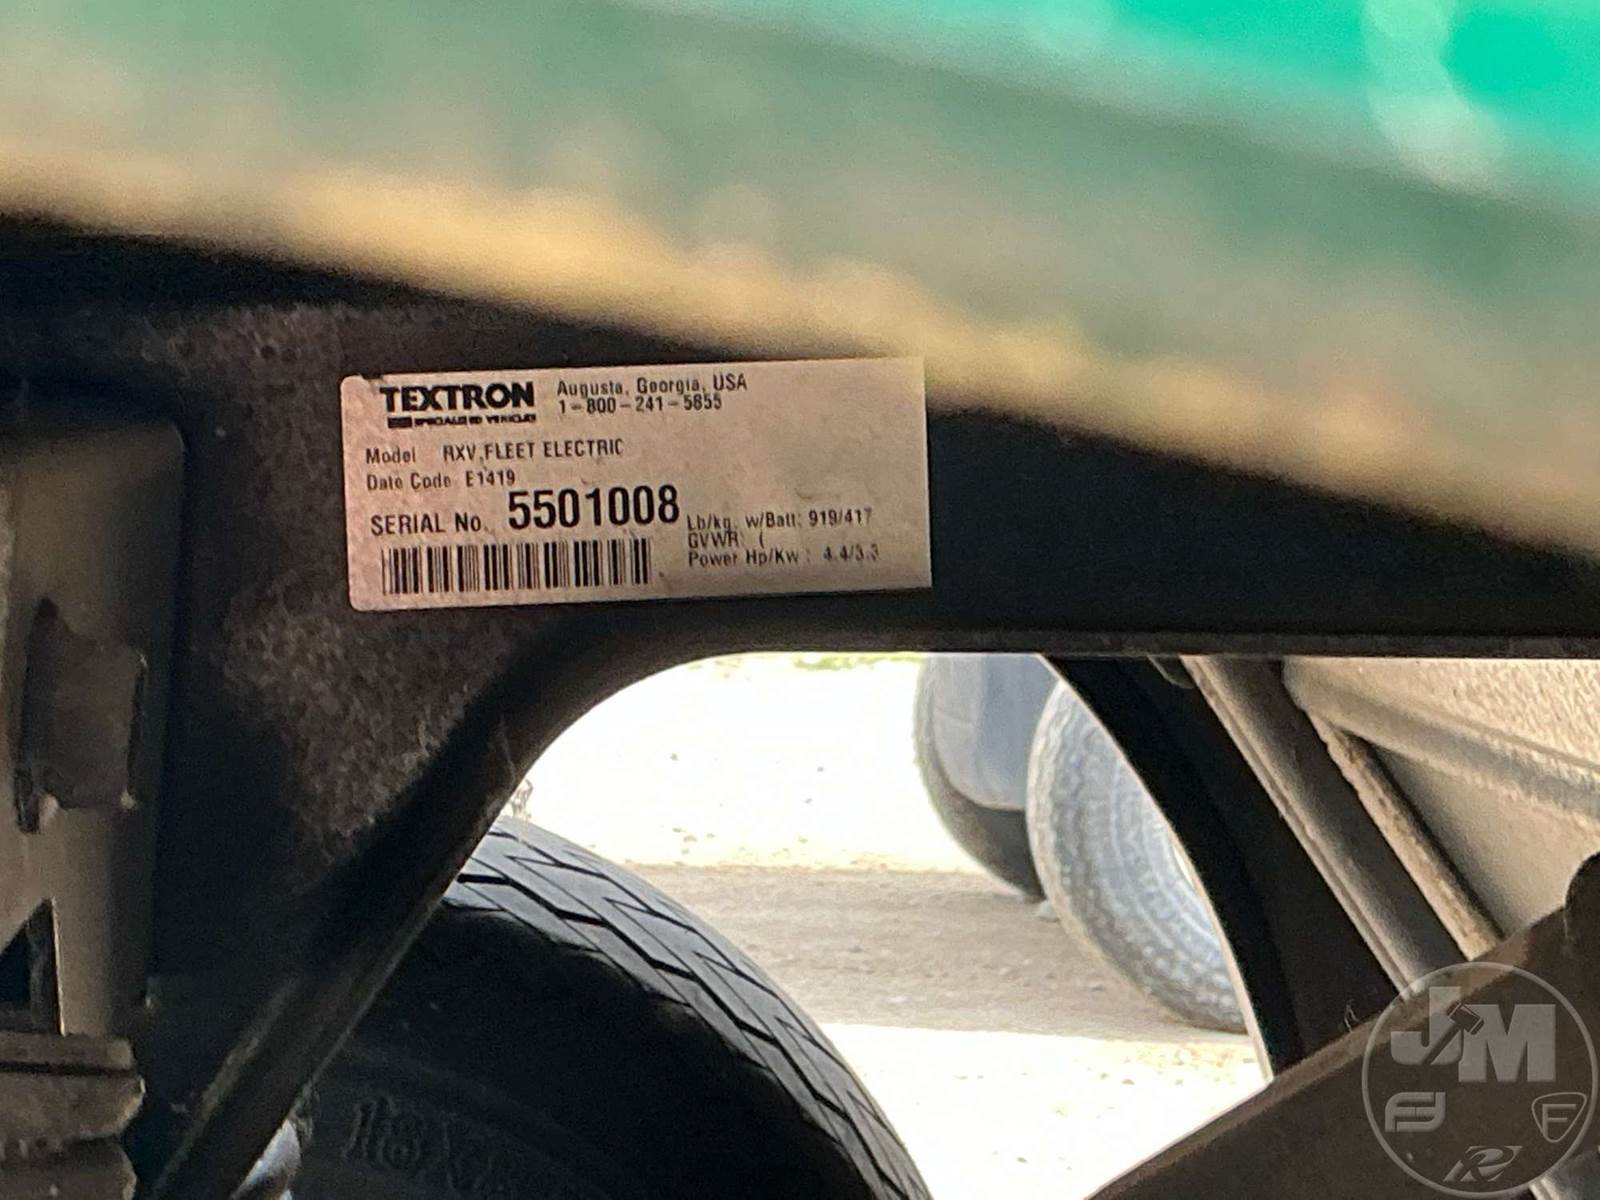 TEXTRON
SPECIALIZED VEHICLES
Augusta, Georgia, USA
1-800-241-5855
Model RXV,FLEET ELECTRIC
Date Code E1419
SERIAL No. 5501008
Lb/kg. w/Batt: 919/417
GVWR: (
Power Hp/Kw : 4.4/3.3
JM